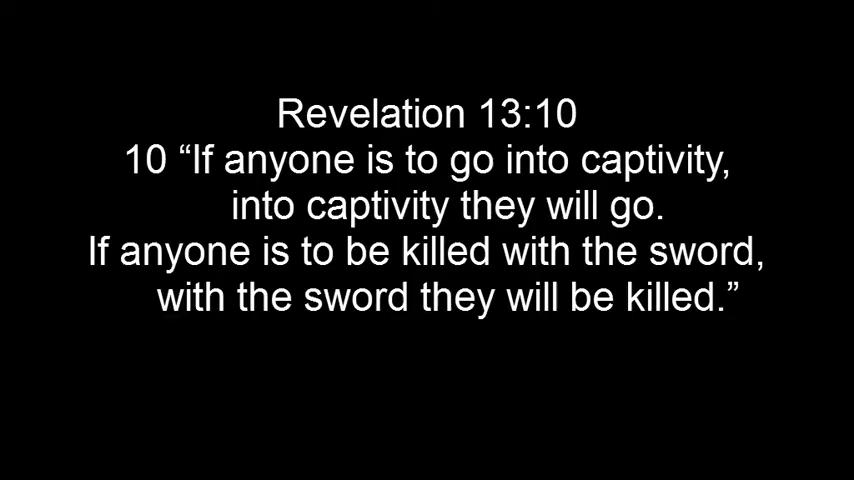 Revelation 13:10
10 “If anyone is to go into captivity,
into captivity they will go.
If anyone is to be killed with the sword,
with the sword they will be killed.”